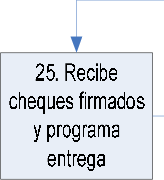 25. Recibe
cheques firmados
y programa
entrega